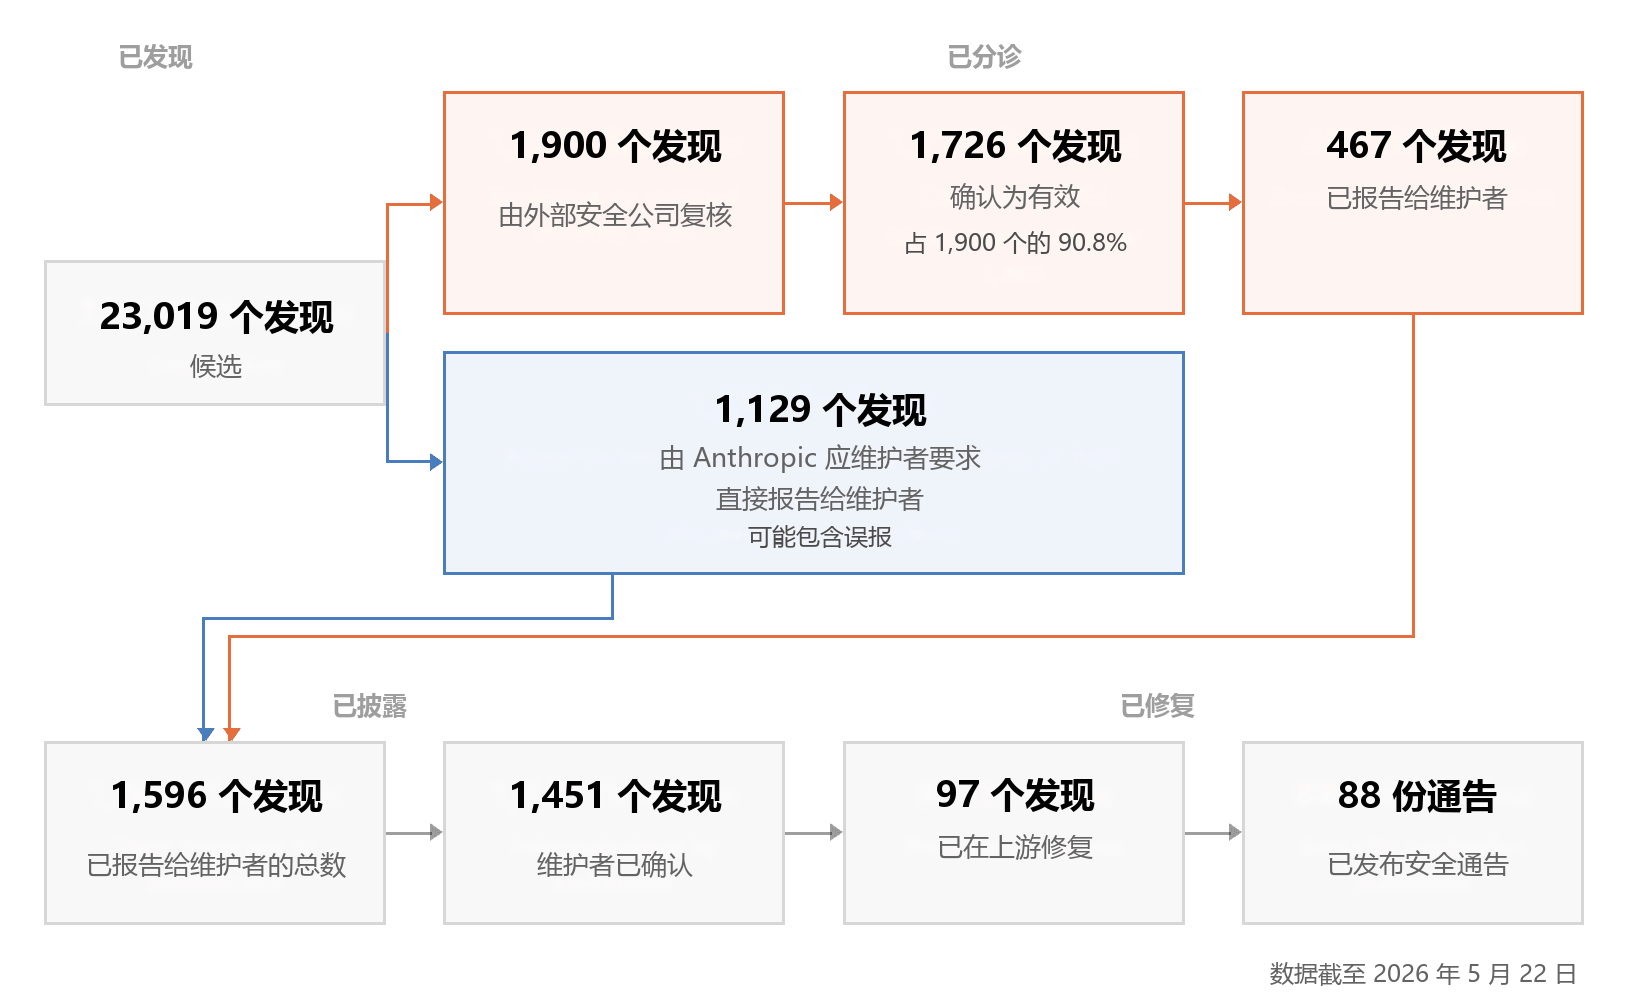 已发现
已分诊
1,900 个发现
由外部安全公司复核
1,726 个发现
确认为有效
占 1,900 个的 90.8%
467 个发现
已报告给维护者
23,019 个发现
候选
1,129 个发现
由 Anthropic 应维护者要求
直接报告给维护者
可能包含误报
已披露
已修复
1,596 个发现
已报告给维护者的总数
1,451 个发现
维护者已确认
97 个发现
已在上游修复
88 份通告
已发布安全通告
数据截至 2026 年 5 月 22 日